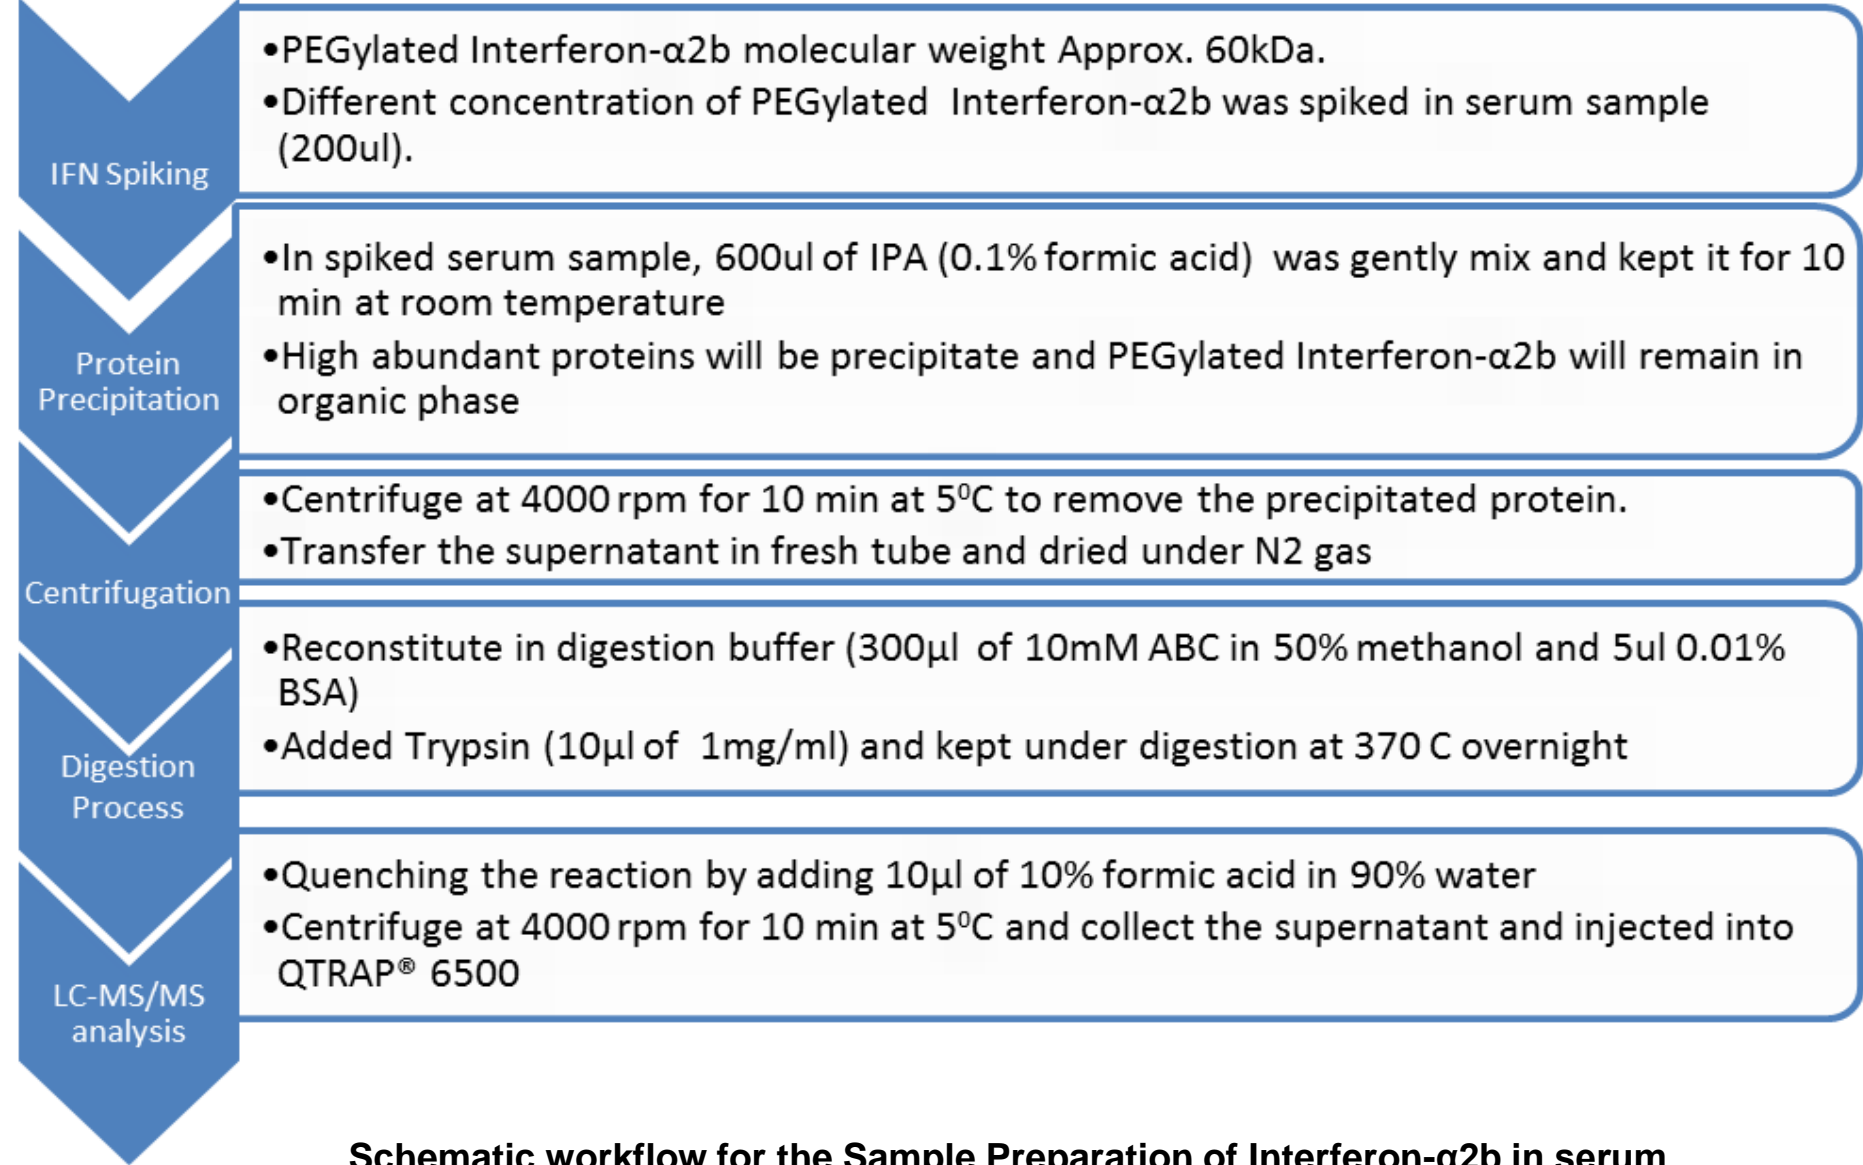 •PEGylated Interferon-α2b molecular weight Approx. 60kDa.
•Different concentration of PEGylated Interferon-α2b was spiked in serum sample
(200ul).
IFN Spiking
•In spiked serum sample, 600ul of IPA (0.1% formic acid) was gently mix and kept it for 10
min at room temperature
•High abundant proteins will be precipitate and PEGylated Interferon-α2b will remain in
organic phase
Protein
Precipitation
•Centrifuge at 4000 rpm for 10 min at 5⁰C to remove the precipitated protein.
•Transfer the supernatant in fresh tube and dried under N2 gas
Centrifugation
•Reconstitute in digestion buffer (300µl of 10mM ABC in 50% methanol and 5ul 0.01%
BSA)
•Added Trypsin (10µl of 1mg/ml) and kept under digestion at 370 C overnight
Digestion
Process
•Quenching the reaction by adding 10µl of 10% formic acid in 90% water
•Centrifuge at 4000 rpm for 10 min at 5⁰C and collect the supernatant and injected into
QTRAP® 6500
LC-MS/MS
analysis
Schematic workflow for the Sample Preparation of Interferon-α2b in serum